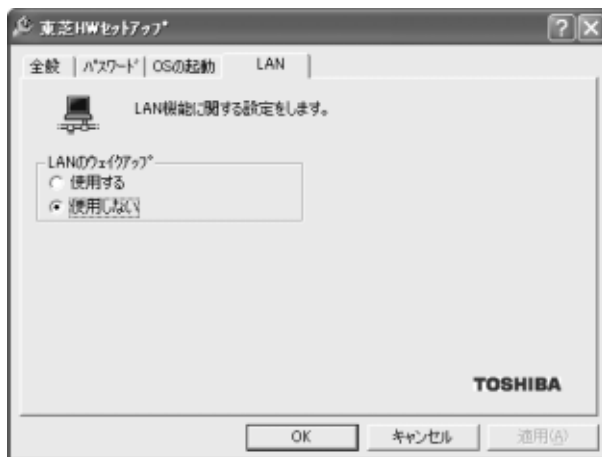 東芝HWセットアップ
全般 パスワード OSの起動 LAN
LAN機能に関する設定をします。
LANのウェイクアップ
使用する
使用しない
TOSHIBA
OK キャンセル 適用(A)